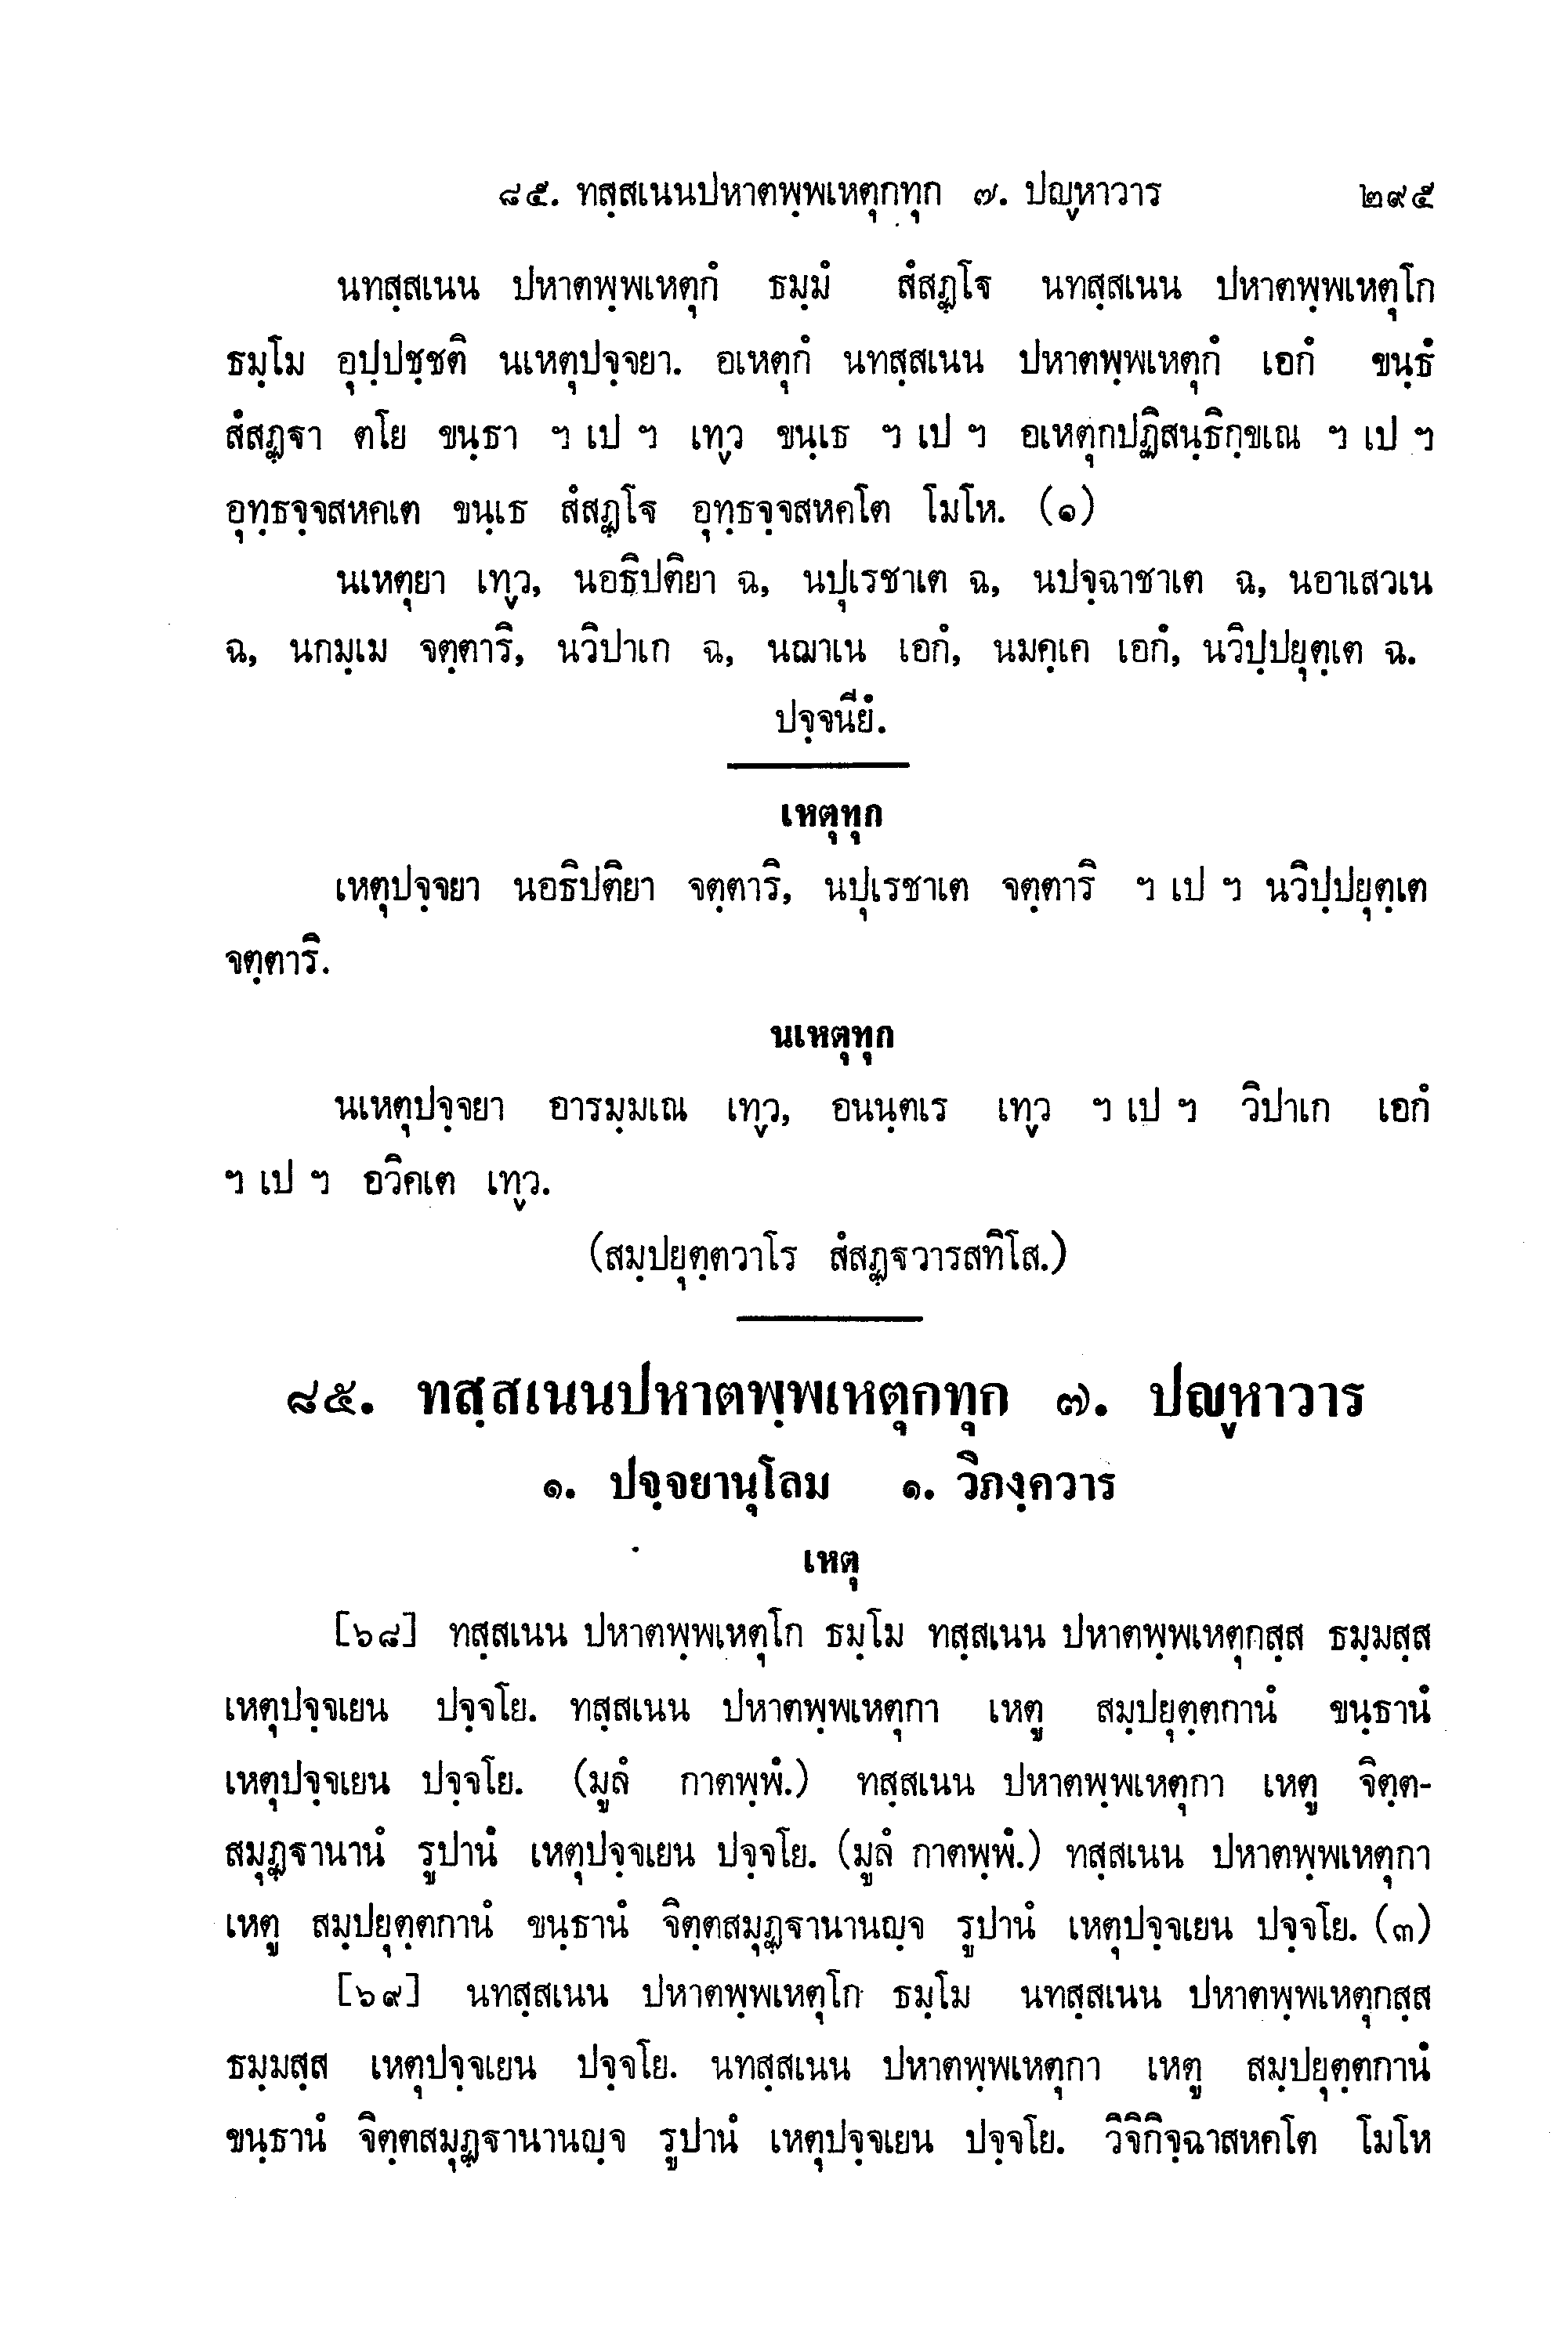 ๘๕. ทสฺสเนนปหาตพฺพเหตุกทุก ๗. ปญฺหาวาร ๒๙๕
นทสฺสเนน ปหาตพฺพเหตุกํ ธมฺมํ สํสฏฺโฐ นทสฺสเนน ปหาตพฺพเหตุโก
ธมฺโม อุปฺปชฺชติ นเหตุปจฺจยา. อเหตุกํ นทสฺสเนน ปหาตพฺพเหตุกํ เอกํ ขนฺธํ
สํสฏฺฐา ตโย ขนฺธา ฯ เป ฯ เทฺว ขนฺเธ ฯ เป ฯ อเหตุกปฏิสนฺธิกฺขเณ ฯ เป ฯ
อุทฺธจฺจสหคเต ขนฺเธ สํสฏฺโฐ อุทฺธจฺจสหคโต โมโห. (๑)
นเหตุยา เทฺว, นอธิปติยา ฉ, นปุเรชาเต ฉ, นปจฺฉาชาเต ฉ, นอาเสวเน
ฉ, นกมฺเม จตฺตาริ, นวิปาเก ฉ, นฌาเน เอกํ, นมคฺเค เอกํ, นวิปฺปยุตฺเต ฉ.
ปจฺจนียํ.
เหตุทุก
เหตุปจฺจยา นอธิปติยา จตฺตาริ, นปุเรชาเต จตฺตาริ ฯ เป ฯ นวิปฺปยุตฺเต
จตฺตาริ.
นเหตุทุก
นเหตุปจฺจยา อารมฺมเณ เทฺว, อนนฺตเร เทฺว ฯ เป ฯ วิปาเก เอกํ
ฯ เป ฯ อวิคเต เทฺว.
(สมฺปยุตฺตวาโร สํสฏฺฐวารสทิโส.)
๘๕. ทสฺสเนนปหาตพฺพเหตุกทุก ๗. ปญฺหาวาร
๑. ปจฺจยานุโลม ๑. วิภงฺควาร
เหตุ
[๖๘] ทสฺสเนน ปหาตพฺพเหตุโก ธมฺโม ทสฺสเนน ปหาตพฺพเหตุกสฺส ธมฺมสฺส
เหตุปจฺจเยน ปจฺจโย. ทสฺสเนน ปหาตพฺพเหตุกา เหตู สมฺปยุตฺตกานํ ขนฺธานํ
เหตุปจฺจเยน ปจฺจโย. (มูลํ กาตพฺพํ.) ทสฺสเนน ปหาตพฺพเหตุกา เหตู จิตฺต-
สมุฏฺฐานานํ รูปานํ เหตุปจฺจเยน ปจฺจโย. (มูลํ กาตพฺพํ.) ทสฺสเนน ปหาตพฺพเหตุกา
เหตู สมฺปยุตฺตกานํ ขนฺธานํ จิตฺตสมุฏฺฐานานญฺจ รูปานํ เหตุปจฺจเยน ปจฺจโย. (๓)
[๖๙] นทสฺสเนน ปหาตพฺพเหตุโก ธมฺโม นทสฺสเนน ปหาตพฺพเหตุกสฺส
ธมฺมสฺส เหตุปจฺจเยน ปจฺจโย. นทสฺสเนน ปหาตพฺพเหตุกา เหตู สมฺปยุตฺตกานํ
ขนฺธานํ จิตฺตสมุฏฺฐานานญฺจ รูปานํ เหตุปจฺจเยน ปจฺจโย. วิจิกิจฺฉาสหคโต โมโห